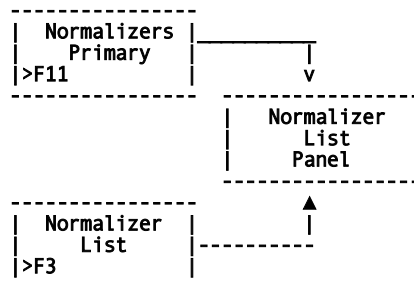 Normalizers
Primary
>F11
Normalizer
List
Panel
Normalizer
List
>F3